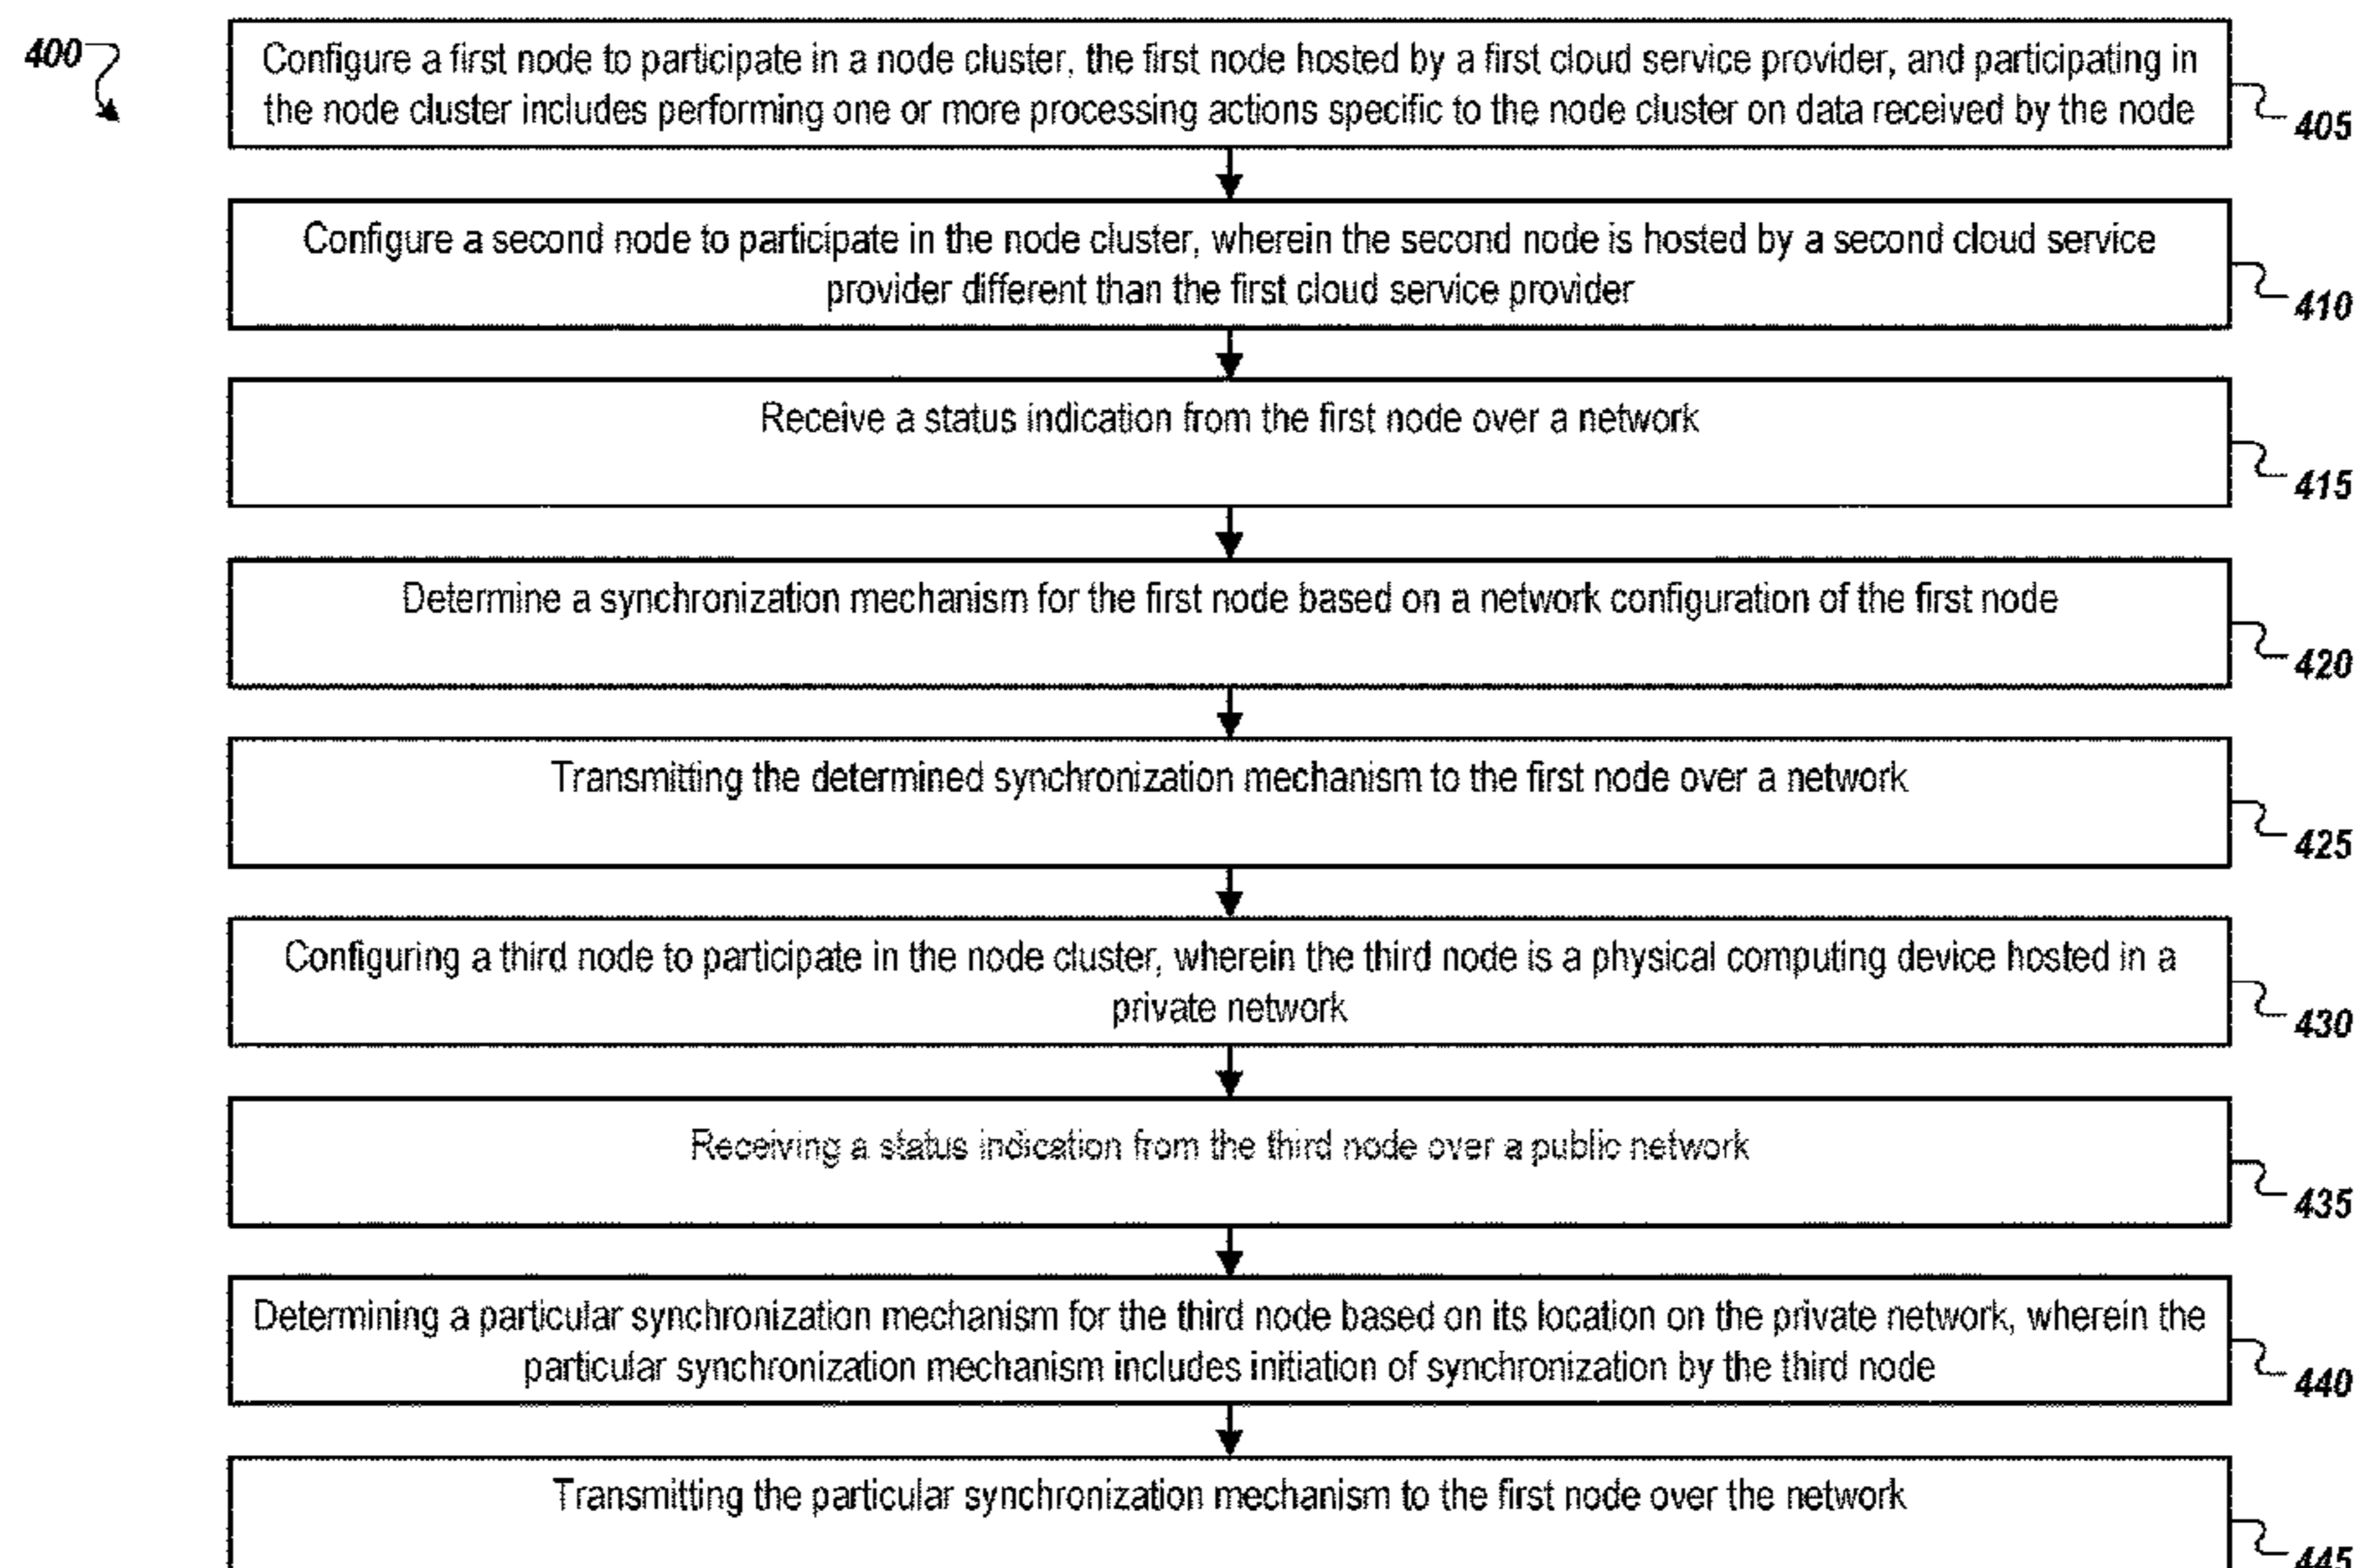 400
Configure a first node to participate in a node cluster, the first node hosted by a first cloud service provider, and participating in
the node cluster includes performing one or more processing actions specific to the node cluster on data received by the node
405
Configure a second node to participate in the node cluster, wherein the second node is hosted by a second cloud service
provider different than the first cloud service provider
410
Receive a status indication from the first node over a network
415
Determine a synchronization mechanism for the first node based on a network configuration of the first node
420
Transmitting the determined synchronization mechanism to the first node over a network
425
Configuring a third node to participate in the node cluster, wherein the third node is a physical computing device hosted in a
private network
430
Receiving a status indication from the third node over a public network
435
Determining a particular synchronization mechanism for the third node based on its location on the private network, wherein the
particular synchronization mechanism includes initiation of synchronization by the third node
440
Transmitting the particular synchronization mechanism to the first node over the network
445